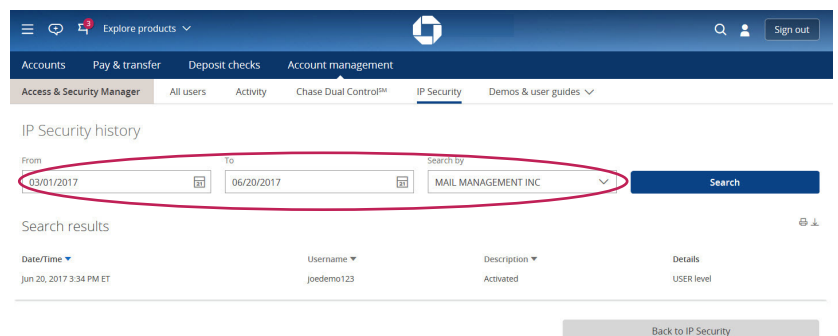 3
Explore products
Sign out
Accounts Pay & transfer Deposit checks Account management
Access & Security Manager All users Activity Chase Dual Control℠ IP Security Demos & user guides
IP Security history
From To Search by
03/01/2017 31 06/20/2017 31 MAIL MANAGEMENT INC Search
Search results
Date/Time Username Description Details
Jun 20, 2017 3:34 PM ET joedemo123 Activated USER level
Back to IP Security